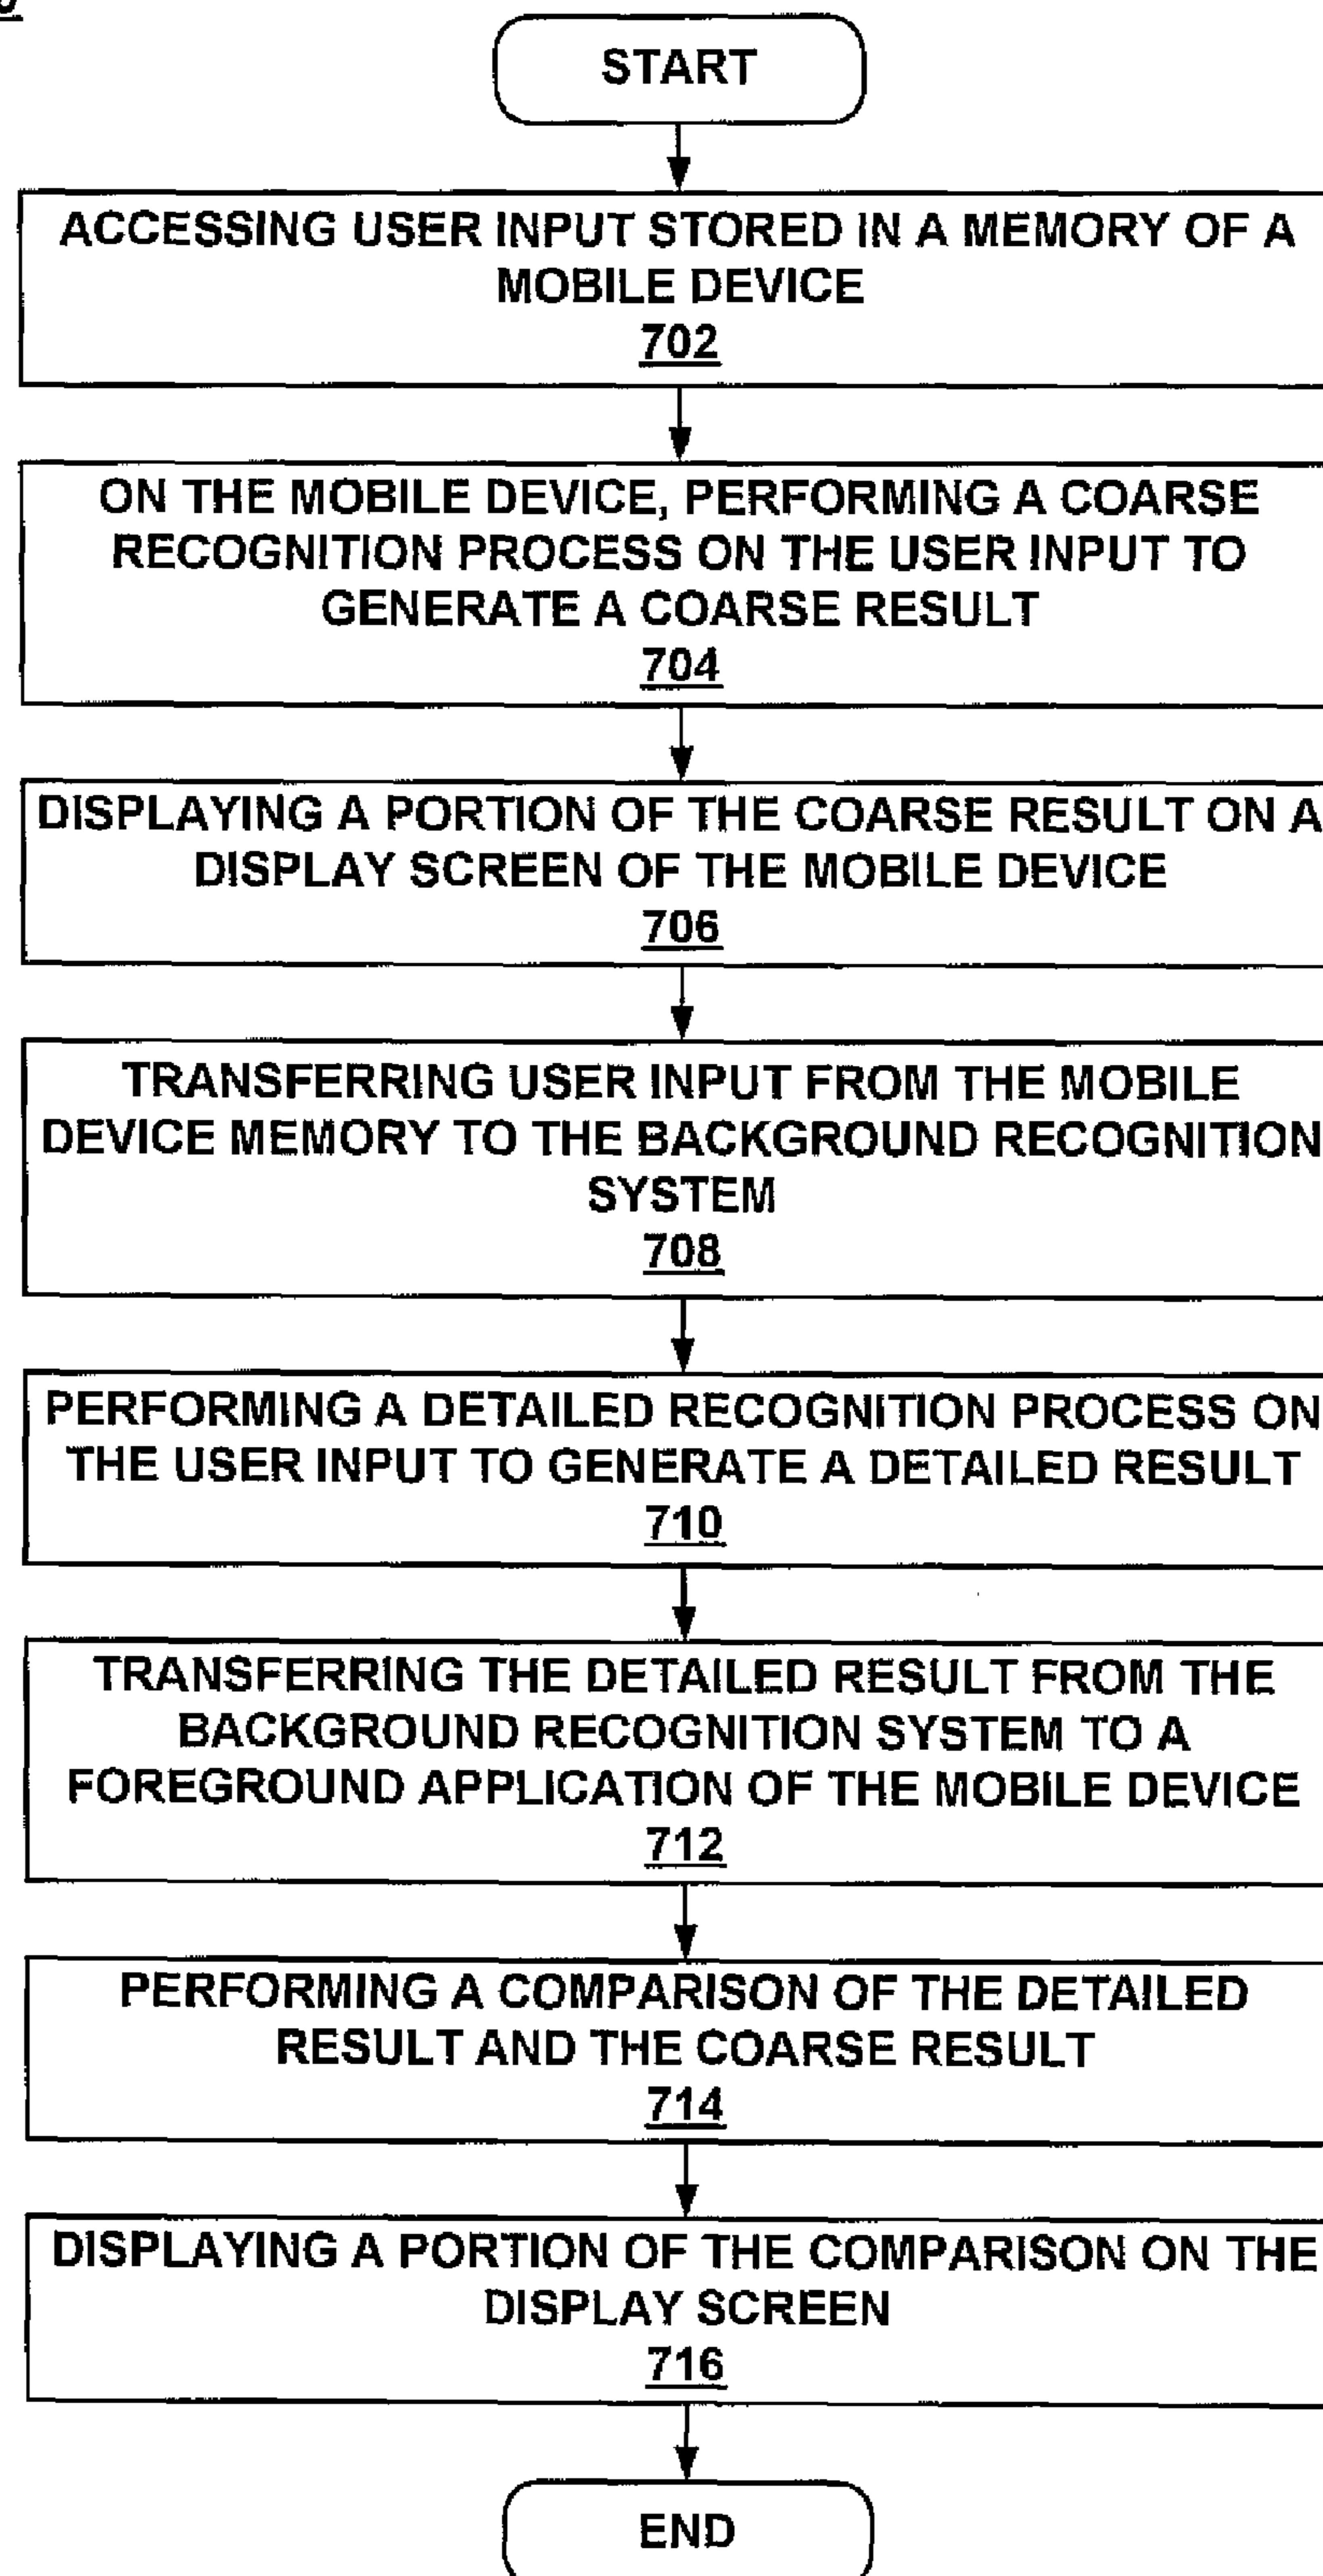 START
ACCESSING USER INPUT STORED IN A MEMORY OF A
MOBILE DEVICE
702
ON THE MOBILE DEVICE, PERFORMING A COARSE
RECOGNITION PROCESS ON THE USER INPUT TO
GENERATE A COARSE RESULT
704
DISPLAYING A PORTION OF THE COARSE RESULT ON A
DISPLAY SCREEN OF THE MOBILE DEVICE
706
TRANSFERRING USER INPUT FROM THE MOBILE
DEVICE MEMORY TO THE BACKGROUND RECOGNITION
SYSTEM
708
PERFORMING A DETAILED RECOGNITION PROCESS ON
THE USER INPUT TO GENERATE A DETAILED RESULT
710
TRANSFERRING THE DETAILED RESULT FROM THE
BACKGROUND RECOGNITION SYSTEM TO A
FOREGROUND APPLICATION OF THE MOBILE DEVICE
712
PERFORMING A COMPARISON OF THE DETAILED
RESULT AND THE COARSE RESULT
714
DISPLAYING A PORTION OF THE COMPARISON ON THE
DISPLAY SCREEN
716
END